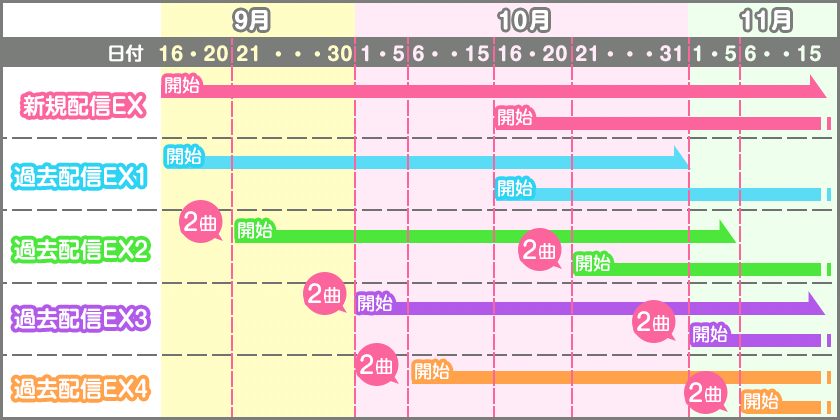 9月 10月 11月
日付 16・20 21 ・・・30 1・5 6・・15 16・・20 21・・・31 1・5 6・・15
開始
新規配信EX
開始
開始
過去配信EX1
開始
2曲 開始
過去配信EX2
2曲 開始
2曲 開始
過去配信EX3
2曲 開始
2曲 開始
過去配信EX4
2曲 開始